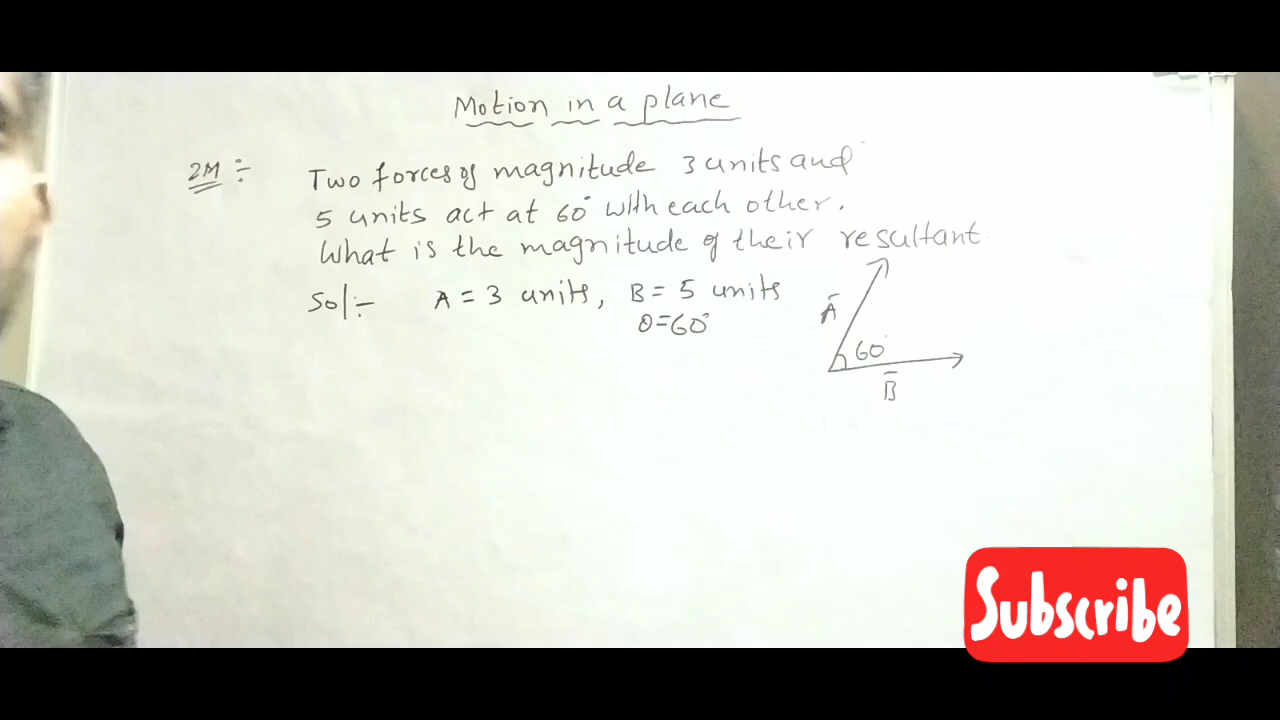 Motion in a plane
2M ÷ Two forces of magnitude 3 units and
5 units act at 60° with each other.
What is the magnitude of their resultant
Sol :- A = 3 units, B = 5 units
θ=60°
A
60°
B
Subscribe